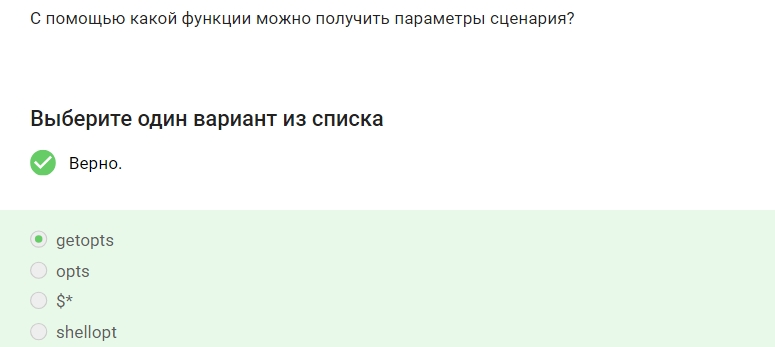 С помощью какой функции можно получить параметры сценария?
Выберите один вариант из списка
Верно.
getopts
opts
$*
shellopt